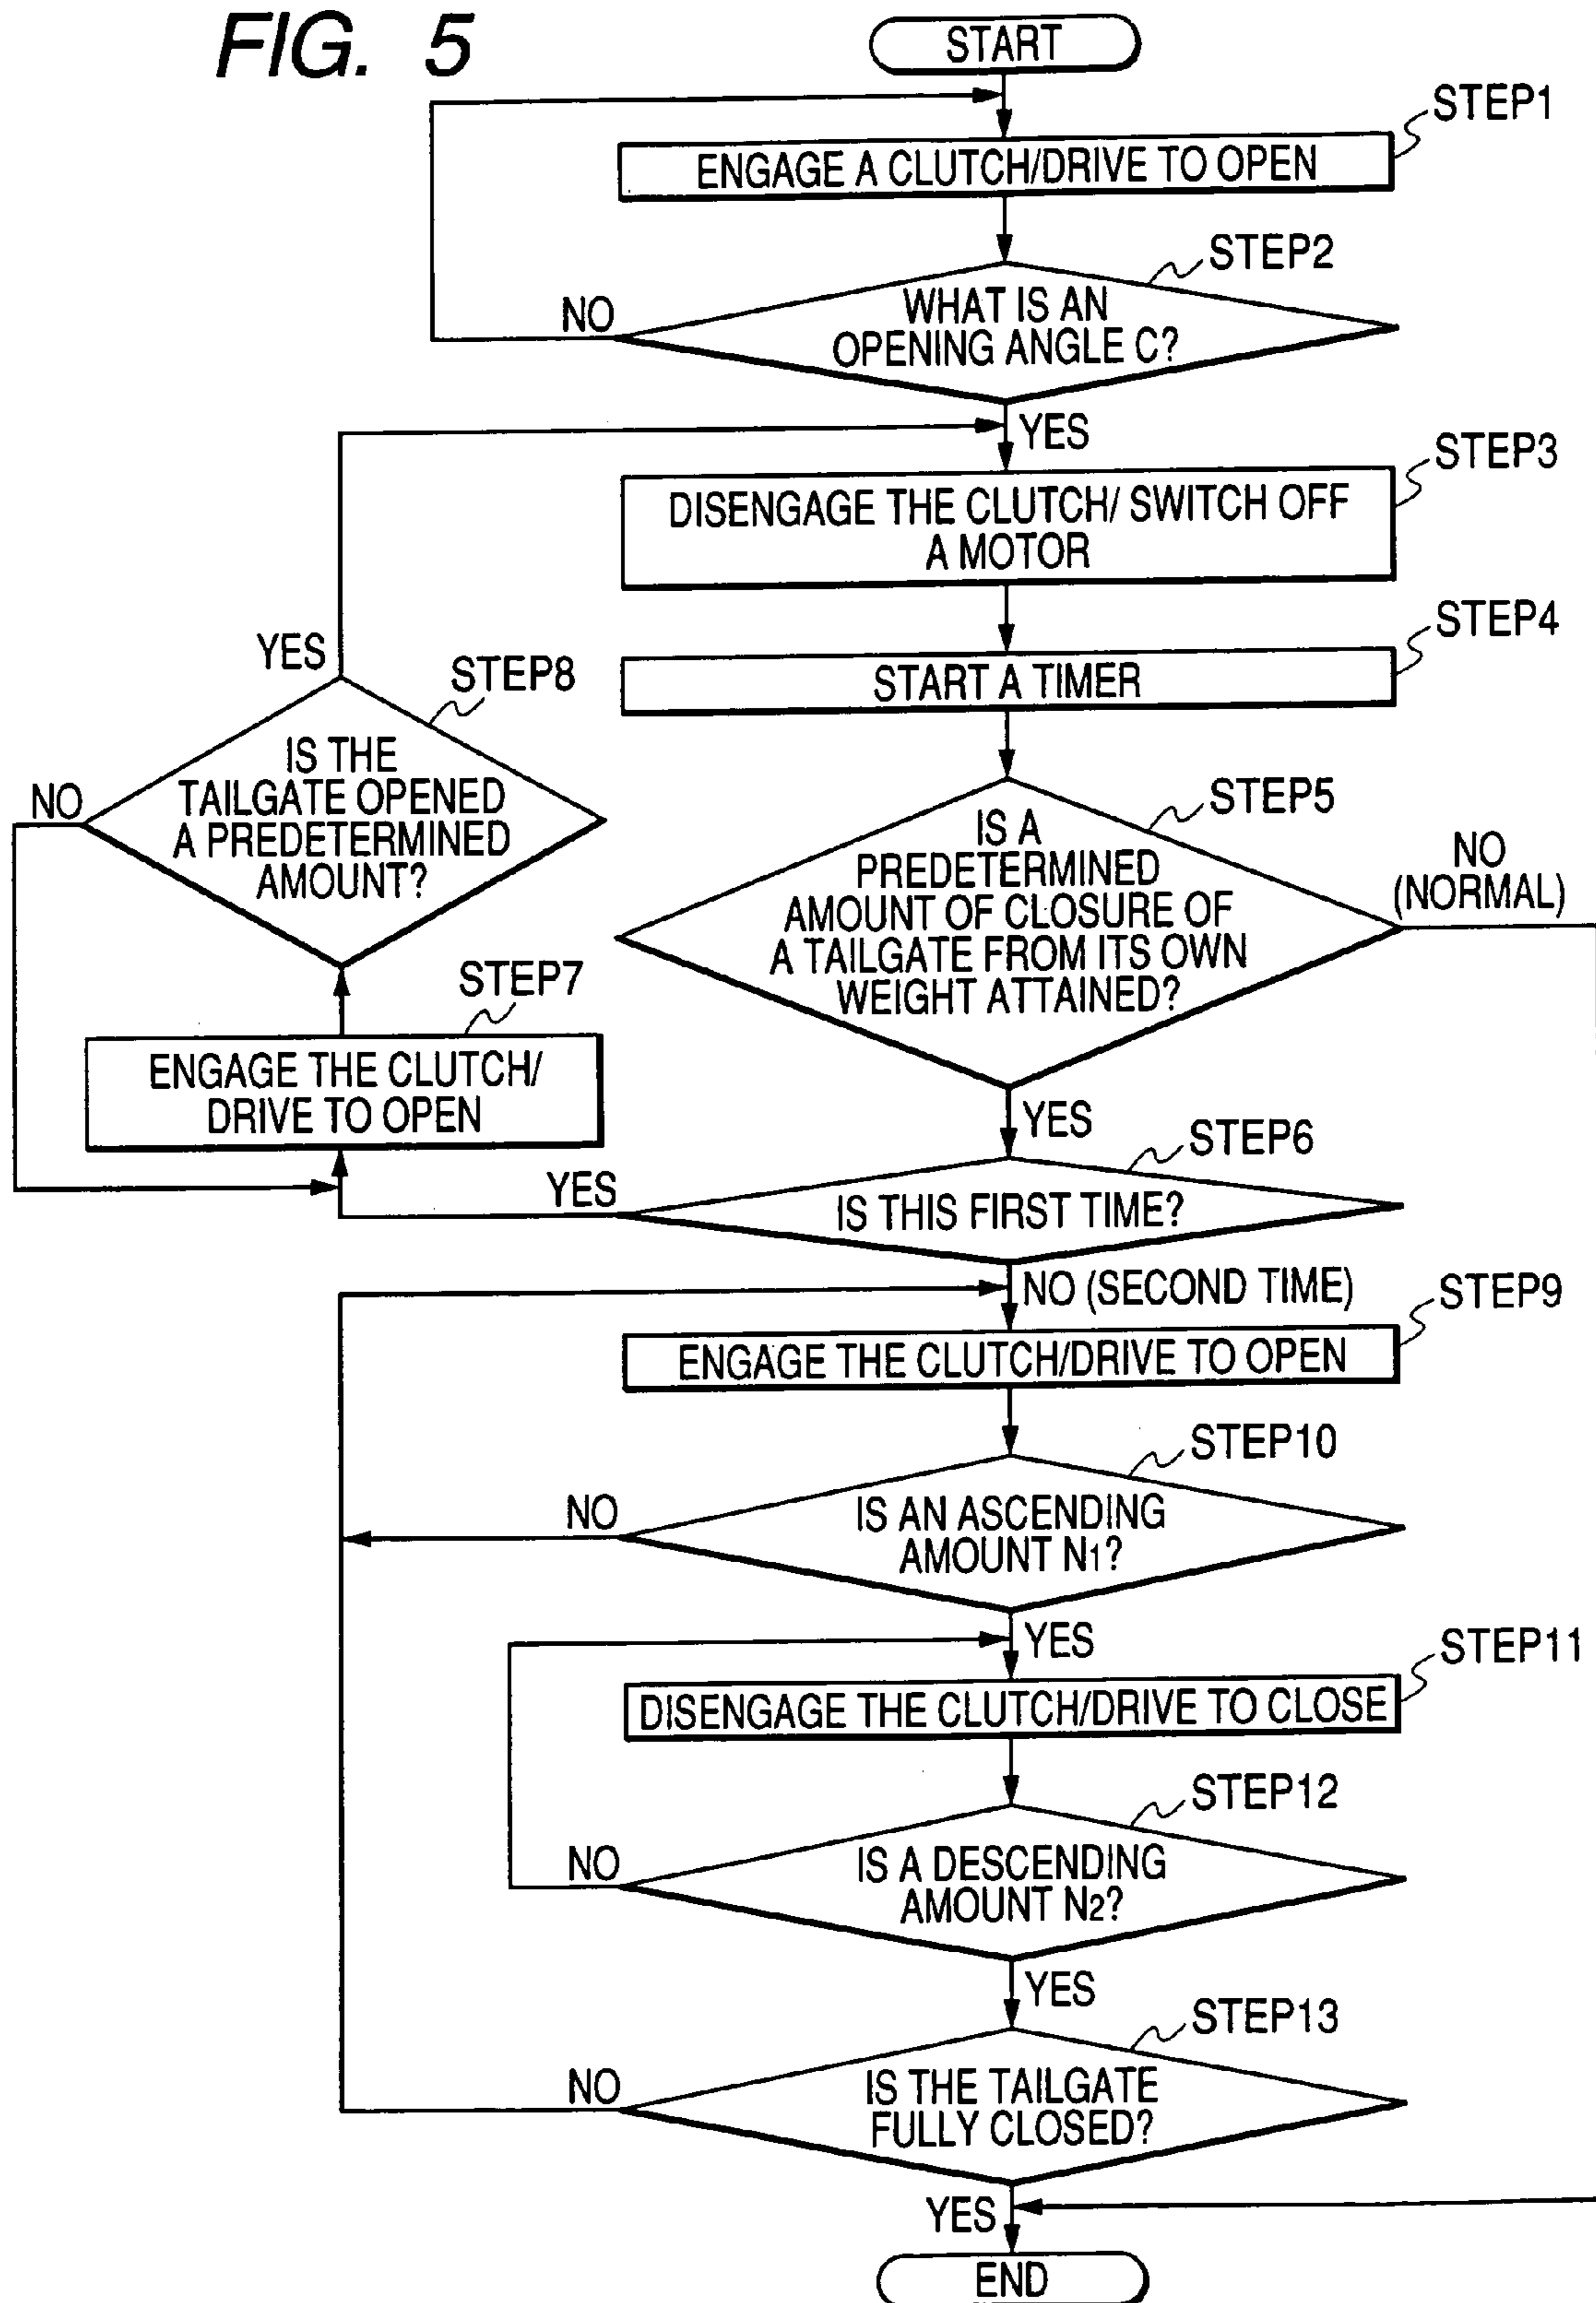 FIG. 5
START
STEP1
ENGAGE A CLUTCH/DRIVE TO OPEN
STEP2
WHAT IS AN
OPENING ANGLE C?
NO
YES
STEP3
DISENGAGE THE CLUTCH/ SWITCH OFF
A MOTOR
STEP4
START A TIMER
STEP5
IS A
PREDETERMINED
AMOUNT OF CLOSURE OF
A TAILGATE FROM ITS OWN
WEIGHT ATTAINED?
NO
(NORMAL)
YES
STEP6
IS THIS FIRST TIME?
YES
STEP7
ENGAGE THE CLUTCH/
DRIVE TO OPEN
STEP8
IS THE
TAILGATE OPENED
A PREDETERMINED
AMOUNT?
YES
NO
NO (SECOND TIME)
STEP9
ENGAGE THE CLUTCH/DRIVE TO OPEN
STEP10
IS AN ASCENDING
AMOUNT N1?
NO
YES
STEP11
DISENGAGE THE CLUTCH/DRIVE TO CLOSE
STEP12
IS A DESCENDING
AMOUNT N2?
NO
YES
STEP13
IS THE TAILGATE
FULLY CLOSED?
NO
YES
END